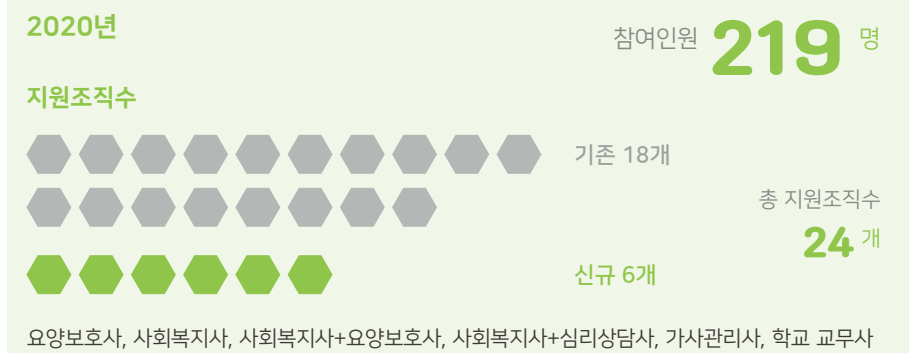 2020년
참여인원 219 명
지원조직수
기존 18개
총 지원조직수
24 개
신규 6개
요양보호사, 사회복지사, 사회복지사+요양보호사, 사회복지사+심리상담사, 가사관리사, 학교 교무사